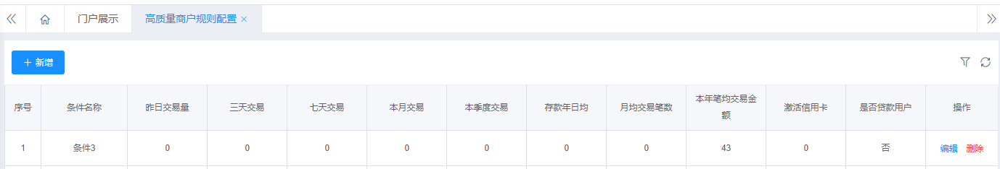 门户展示 高质量商户规则配置 ×
+ 新增
序号 条件名称 昨日交易量 三天交易 七天交易 本月交易 本季度交易 存款年日均 月均交易笔数 本年笔均交易金额 激活信用卡 是否贷款用户 操作
1 条件3 0 0 0 0 0 0 0 43 0 否 编辑 删除